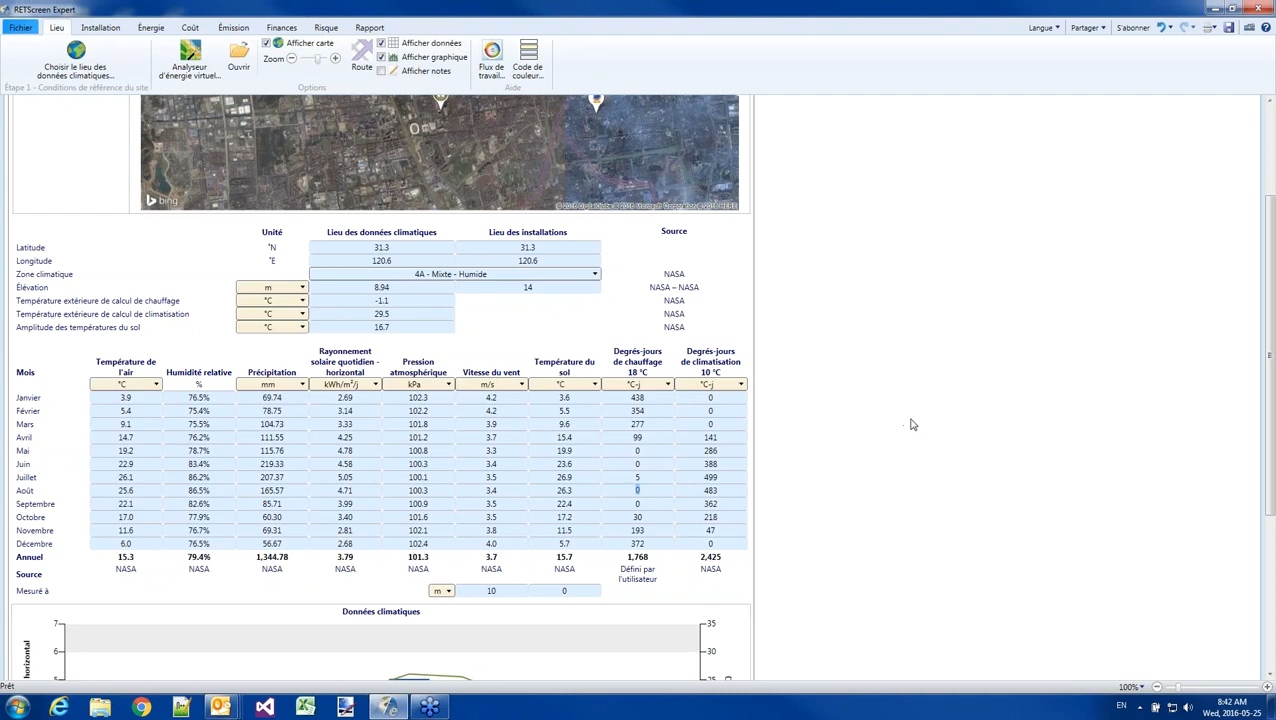 RETScreen Expert
Fichier Lieu Installation Énergie Coût Émission Finances Risque Rapport Langue Partager S'abonner
Choisir le lieu des données climatiques...
Analyseur d'énergie virtuel...
Ouvrir
Afficher carte
Zoom
Route
Afficher données
Afficher graphique
Afficher notes
Flux de travail...
Code de couleur...
Étape 1 - Conditions de référence du site Options Aide
bing
© 2016 DigitalGlobe © 2016 Microsoft Corporation © 2016 HERE
Unité Lieu des données climatiques Lieu des installations Source
Latitude °N 31.3 31.3
Longitude °E 120.6 120.6
Zone climatique 4A - Mixte - Humide NASA
Élévation m 8.94 14 NASA – NASA
Température extérieure de calcul de chauffage °C -1.1 NASA
Température extérieure de calcul de climatisation °C 29.5 NASA
Amplitude des températures du sol °C 16.7 NASA
Mois Température de l'air Humidité relative Précipitation Rayonnement solaire quotidien - horizontal Pression atmosphérique Vitesse du vent Température du sol Degrés-jours de chauffage 18 °C Degrés-jours de climatisation 10 °C
°C % mm kWh/m²/j kPa m/s °C °C-j °C-j
Janvier 3.9 76.5% 69.74 2.69 102.3 4.2 3.6 438 0
Février 5.4 75.4% 78.75 3.14 102.2 4.2 5.5 354 0
Mars 9.1 75.5% 104.73 3.33 101.8 3.9 9.6 277 0
Avril 14.7 76.2% 111.55 4.25 101.2 3.7 15.4 99 141
Mai 19.2 78.7% 115.76 4.78 100.8 3.3 19.9 0 286
Juin 22.9 83.4% 219.33 4.58 100.3 3.4 23.6 0 388
Juillet 26.1 86.2% 207.37 5.05 100.1 3.5 26.9 5 499
Août 25.6 86.5% 165.57 4.71 100.3 3.4 26.3 0 483
Septembre 22.1 82.6% 85.71 3.99 100.9 3.5 22.4 0 362
Octobre 17.0 77.9% 60.30 3.40 101.6 3.5 17.2 30 218
Novembre 11.6 76.7% 69.31 2.81 102.1 3.8 11.5 193 47
Décembre 6.0 76.5% 56.67 2.68 102.4 4.0 5.7 372 0
Annuel 15.3 79.4% 1,344.78 3.79 101.3 3.7 15.7 1,768 2,425
Source NASA NASA NASA NASA NASA NASA NASA Défini par l'utilisateur NASA
Mesuré à m 10 0
Données climatiques
7 35
6 30
horizontal
Prêt 100%
EN 8:42 AM
Wed, 2016-05-25